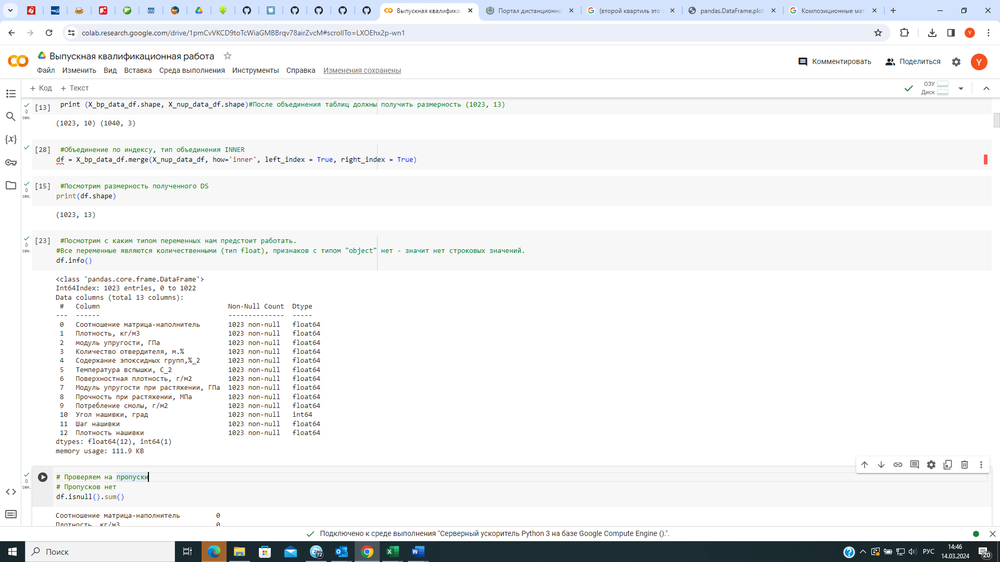 Выпускная квалифика
Портал дистанционно
(второй квартиль это
pandas.DataFrame.plot
Композиционные мат
colab.research.google.com/drive/1pmCvVKCD9toTcWiaGMBBrqv78airZvcM#scrollTo=LXOEhx2p-wn1
Выпускная квалификационная работа
Комментировать Поделиться
Файл Изменить Вид Вставка Среда выполнения Инструменты Справка Изменения сохранены
+ Код + Текст
ОЗУ
Диск
[13] print (X_bp_data_df.shape, X_nup_data_df.shape)#После объединения таблиц должны получить размерность (1023, 13)
0
сек.
(1023, 10) (1040, 3)
[28] #Объединение по индексу, тип объединения INNER
df = X_bp_data_df.merge(X_nup_data_df, how='inner', left_index = True, right_index = True)
[15] #Посмотрим размерность полученного DS
0
сек.
print(df.shape)
(1023, 13)
[23] #Посмотрим с каким типом переменных нам предстоит работать.
0
сек.
#Все переменные являются количественными (тип float), признаков с типом "object" нет - значит нет строковых значений.
df.info()
<class 'pandas.core.frame.DataFrame'>
Int64Index: 1023 entries, 0 to 1022
Data columns (total 13 columns):
# Column Non-Null Count Dtype
--- ------ -------------- -----
0 Соотношение матрица-наполнитель 1023 non-null float64
1 Плотность, кг/м3 1023 non-null float64
2 модуль упругости, ГПа 1023 non-null float64
3 Количество отвердителя, м.% 1023 non-null float64
4 Содержание эпоксидных групп,%_2 1023 non-null float64
5 Температура вспышки, С_2 1023 non-null float64
6 Поверхностная плотность, г/м2 1023 non-null float64
7 Модуль упругости при растяжении, ГПа 1023 non-null float64
8 Прочность при растяжении, МПа 1023 non-null float64
9 Потребление смолы, г/м2 1023 non-null float64
10 Угол нашивки, град 1023 non-null int64
11 Шаг нашивки 1023 non-null float64
12 Плотность нашивки 1023 non-null float64
dtypes: float64(12), int64(1)
memory usage: 111.9 KB
0
сек.
# Проверяем на пропуски
# Пропусков нет
df.isnull().sum()
Соотношение матрица-наполнитель 0
Плотность, кг/м3 0
Подключено к среде выполнения "Серверный ускоритель Python 3 на базе Google Compute Engine ().".
Поиск
72
РУС
14:46
14.03.2024
20